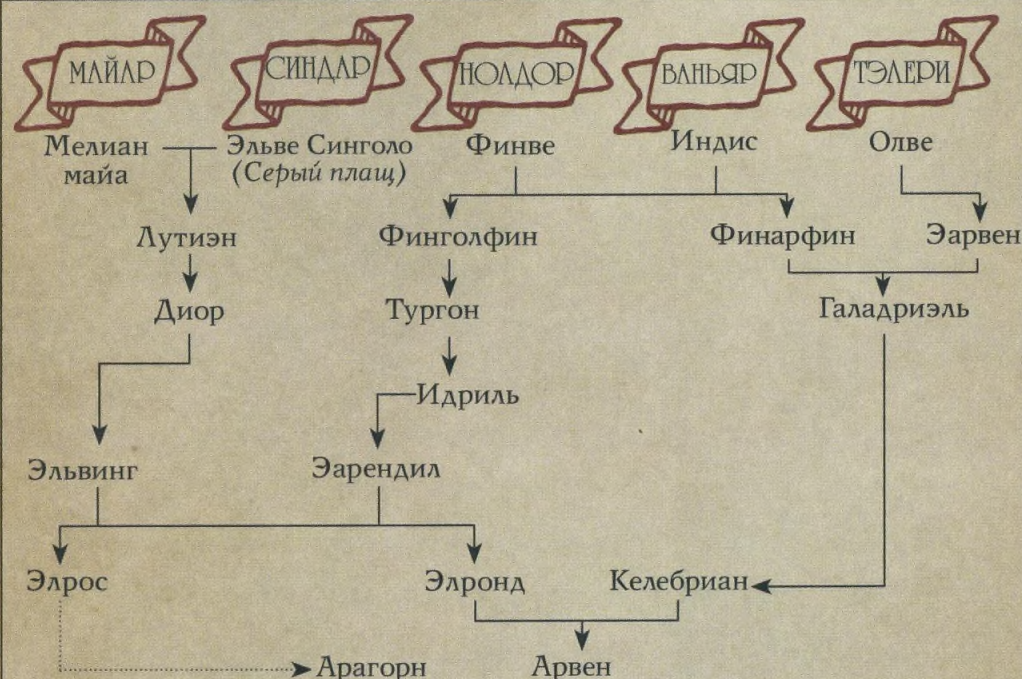 МАЙАР
СИНДАР
НОЛДОР
ВАНЬЯР
ТЭЛЕРИ
Мелиан
майа
Эльве Синголо
(Серый плащ)
Финве
Индис
Олве
Лутиэн
Финголфин
Финарфин
Эарвен
Диор
Тургон
Галадриэль
Идриль
Эльвинг
Эарендил
Элрос
Элронд
Келебриан
Арагорн
Арвен